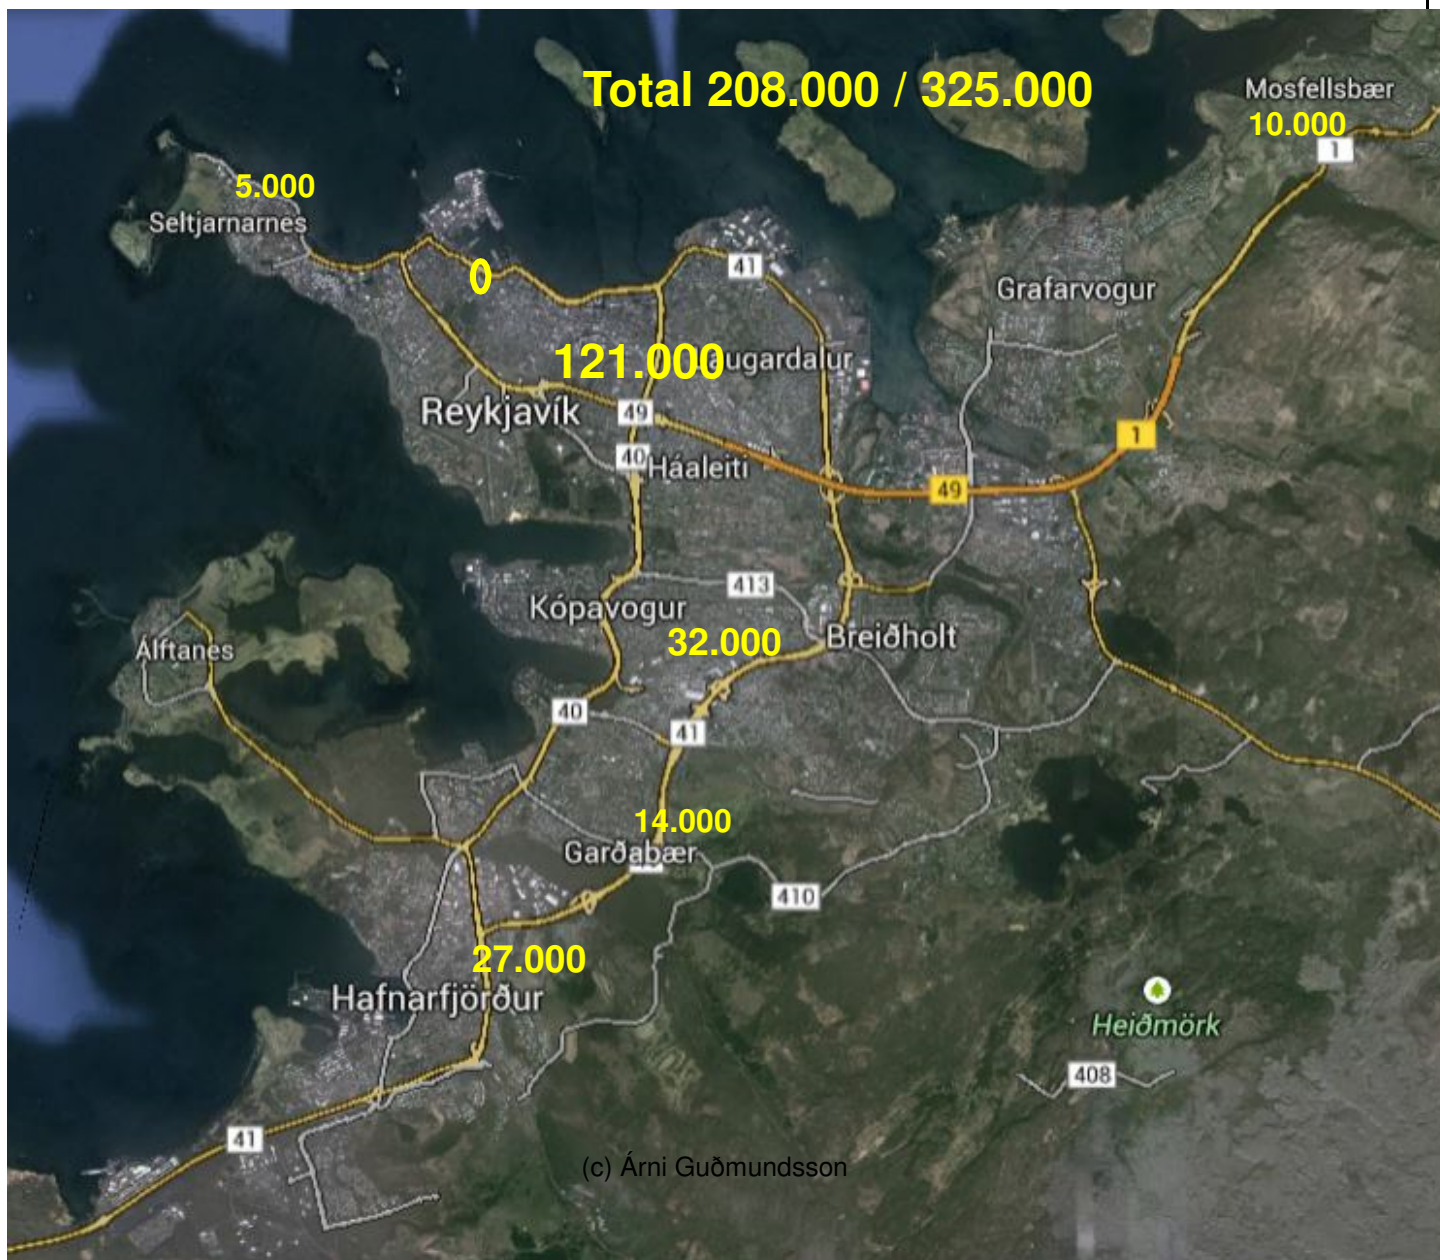 Total 208.000 / 325.000
Mosfellsbær
10.000
1
5.000
Seltjarnarnes
0
41
Grafarvogur
121.000
augardalur
Reykjavík
49
40
Háaleiti
1
49
413
Kópavogur
32.000
Breiðholt
Álftanes
40
41
14.000
Garðabær
410
27.000
Hafnarfjörður
Heiðmörk
408
41
(c) Árni Guðmundsson